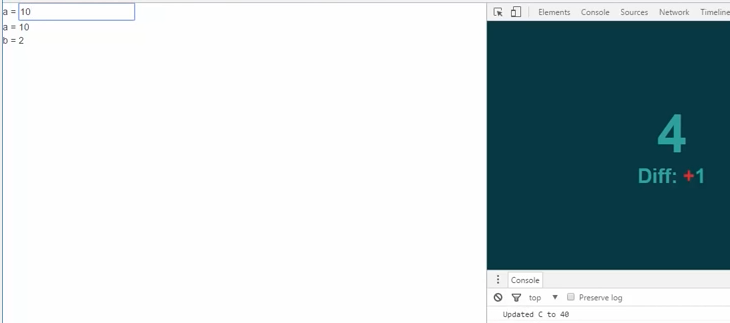 a = 10
a = 10
b = 2
Elements Console Sources Network Timeline
4
Diff: +1
Console
top Preserve log
Updated C to 40